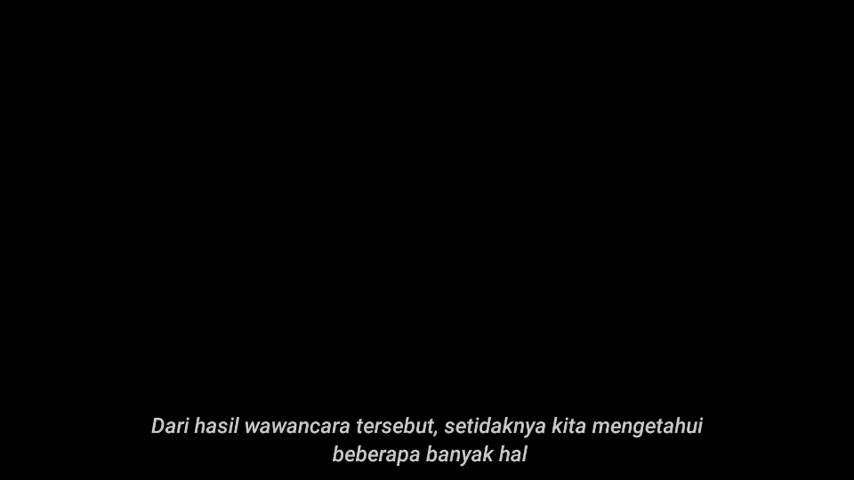 Dari hasil wawancara tersebut, setidaknya kita mengetahui
beberapa banyak hal